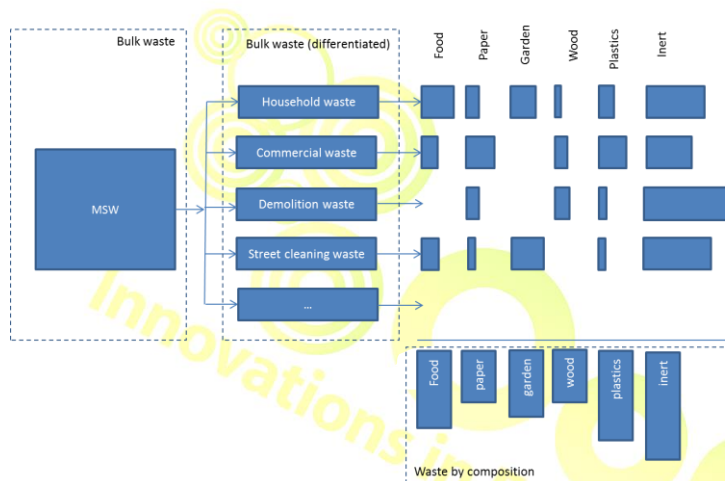 Bulk waste
Bulk waste (differentiated)
Food
Paper
Garden
Wood
Plastics
Inert
Household waste
Commercial waste
MSW
Demolition waste
Street cleaning waste
...
Food
paper
garden
wood
plastics
inert
Waste by composition
Innovations in